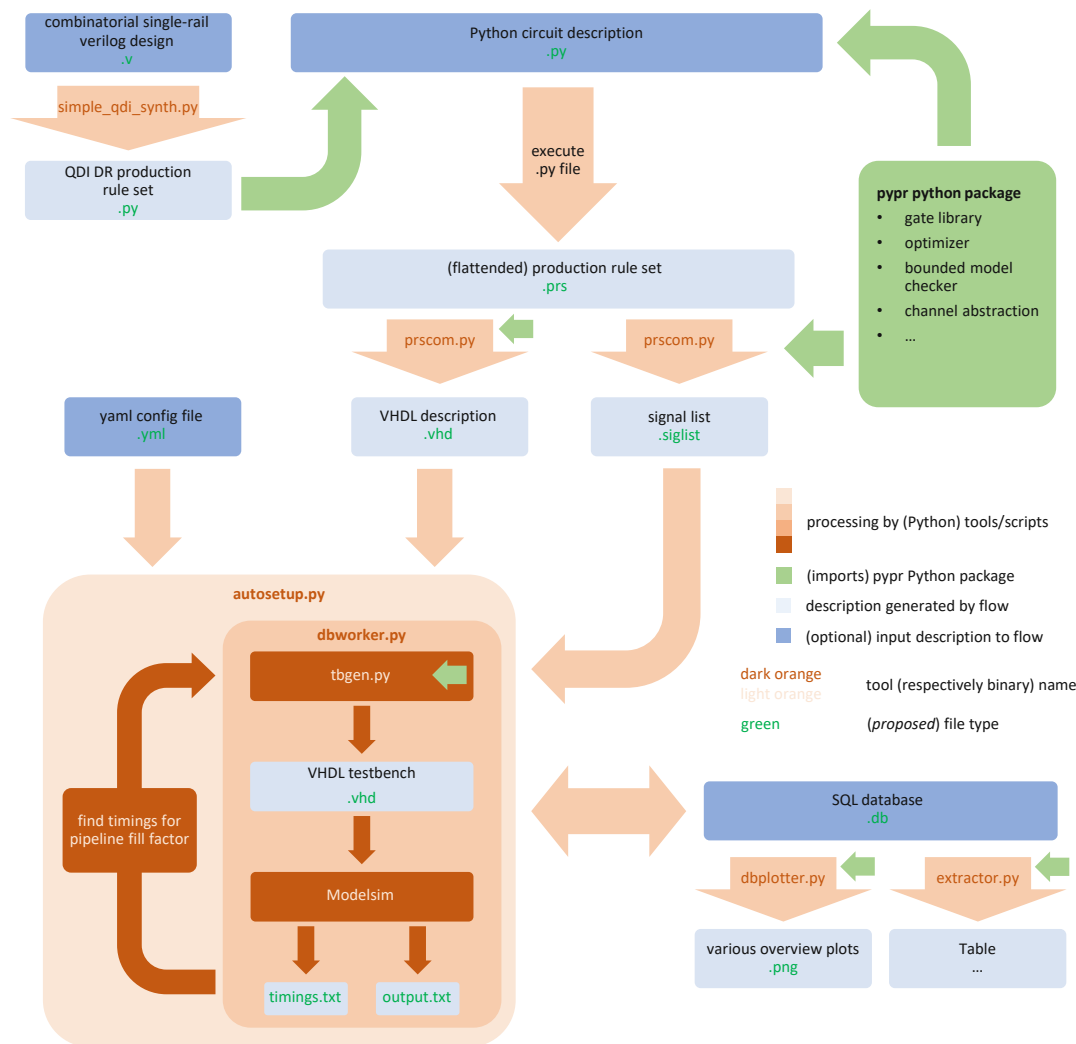 combinatorial single-rail
verilog design
.v
Python circuit description
.py
simple_qdi_synth.py
execute
.py file
QDI DR production
rule set
.py
pypr python package
• gate library
• optimizer
• bounded model
checker
• channel abstraction
• ...
(flattended) production rule set
.prs
prscom.py
prscom.py
yaml config file
.yml
VHDL description
.vhd
signal list
.siglist
processing by (Python) tools/scripts
(imports) pypr Python package
description generated by flow
(optional) input description to flow
dark orange
light orange
tool (respectively binary) name
green
(proposed) file type
autosetup.py
dbworker.py
tbgen.py
VHDL testbench
.vhd
find timings for
pipeline fill factor
Modelsim
timings.txt
output.txt
SQL database
.db
dbplotter.py
extractor.py
various overview plots
.png
Table
...